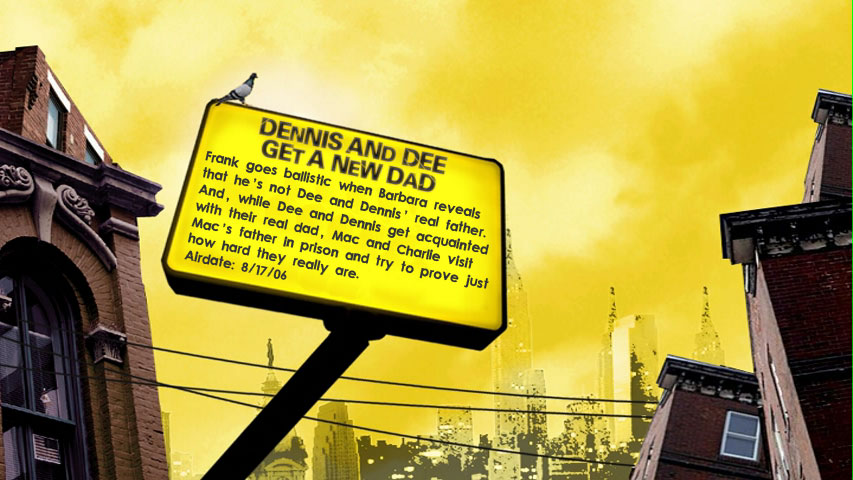 DENNIS AND DEE
GET A NEW DAD
Frank goes ballistic when Barbara reveals
that he's not Dee and Dennis' real father.
And, while Dee and Dennis get acquainted
with their real dad, Mac and Charlie visit
Mac's father in prison and try to prove just
how hard they really are.
Airdate: 8/17/06